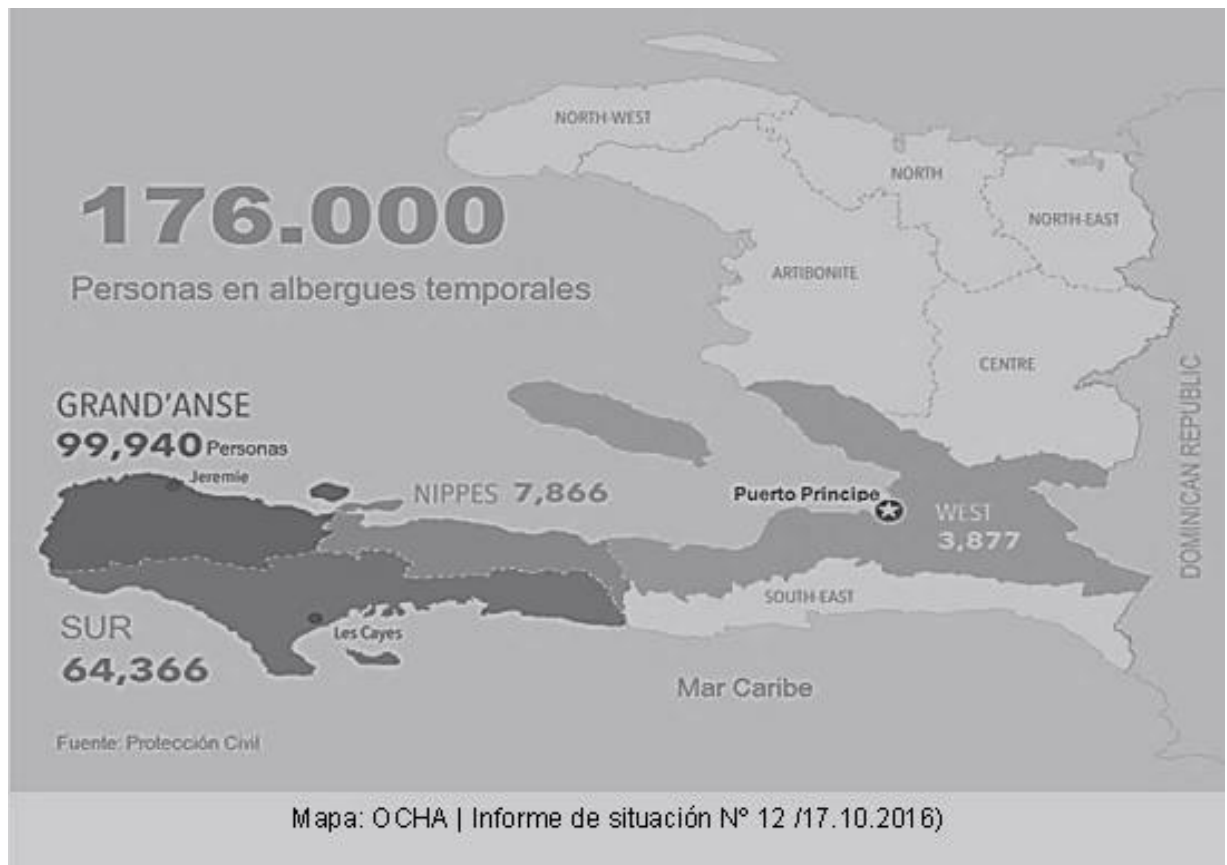 NORTH-WEST
NORTH
NORTH-EAST
176.000
Personas en albergues temporales
ARTIBONITE
CENTRE
DOMINICAN REPUBLIC
GRAND'ANSE
99,940 Personas
Jeremie
NIPPES 7,866
Puerto Principe
WEST
3,877
SOUTH-EAST
SUR
64,366
Les Cayes
Mar Caribe
Fuente: Protección Civil
Mapa: OCHA | Informe de situación N° 12 /17.10.2016)